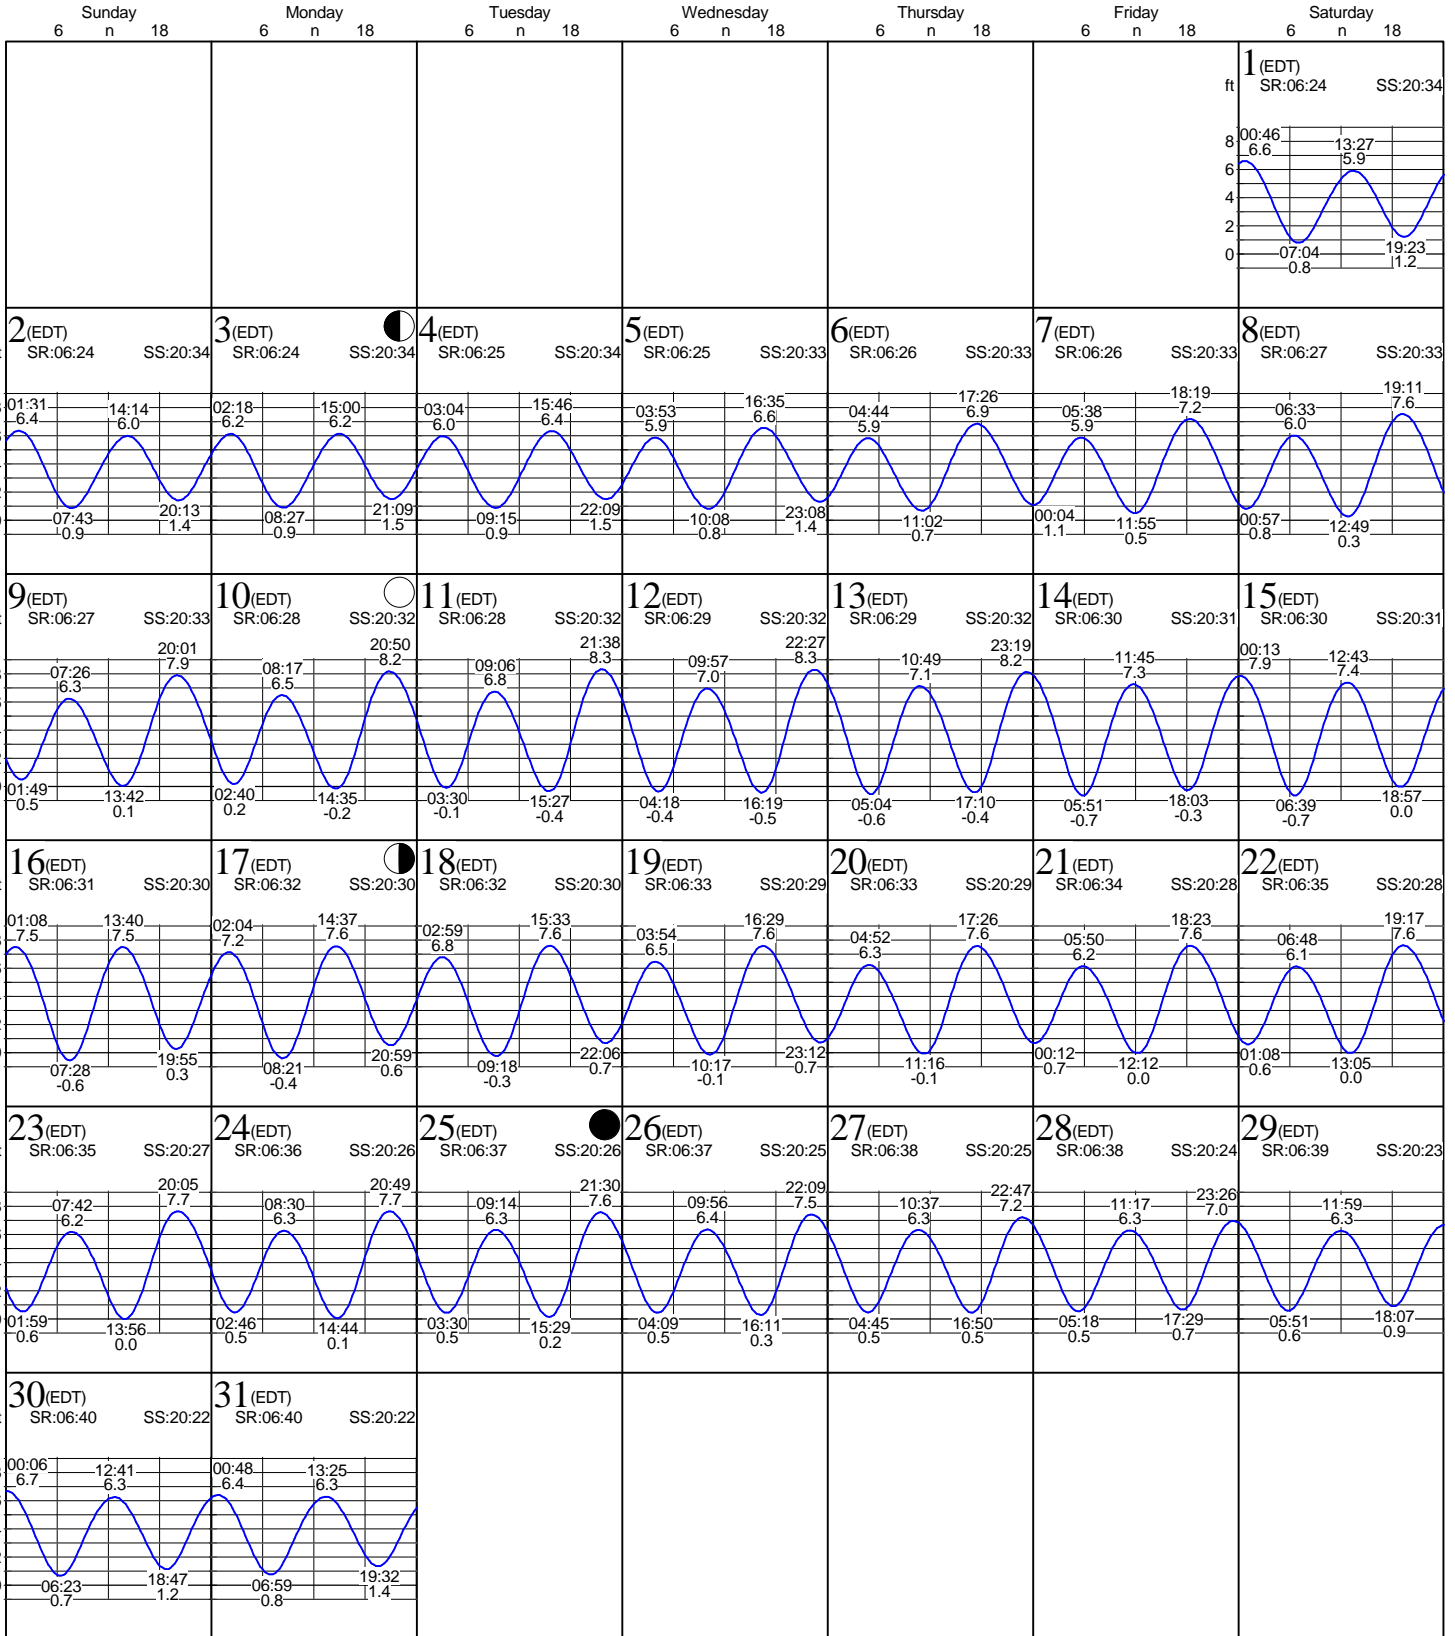 Sunday Monday Tuesday Wednesday Thursday Friday Saturday
6 n 18 6 n 18 6 n 18 6 n 18 6 n 18 6 n 18 6 n 18
1(EDT)
ft SR:06:24 SS:20:34
8 00:46 13:27
6.6 5.9
6
4
2
0 07:04 19:23
0.8 1.2
2(EDT) 3(EDT) 4(EDT) 5(EDT) 6(EDT) 7(EDT) 8(EDT)
SR:06:24 SS:20:34 SR:06:24 SS:20:34 SR:06:25 SS:20:34 SR:06:25 SS:20:33 SR:06:26 SS:20:33 SR:06:26 SS:20:33 SR:06:27 SS:20:33
01:31 14:14 02:18 15:00 03:04 15:46 03:53 16:35 04:44 17:26 05:38 18:19 06:33 19:11
6.4 6.0 6.2 6.2 6.0 6.4 5.9 6.6 5.9 6.9 5.9 7.2 6.0 7.6
07:43 20:13 08:27 21:09 09:15 22:09 10:08 23:08 11:02 00:04 11:55 00:57 12:49
0.9 1.4 0.9 1.5 0.9 1.5 0.8 1.4 0.7 1.1 0.5 0.8 0.3
9(EDT) 10(EDT) 11(EDT) 12(EDT) 13(EDT) 14(EDT) 15(EDT)
SR:06:27 SS:20:33 SR:06:28 SS:20:32 SR:06:28 SS:20:32 SR:06:29 SS:20:32 SR:06:29 SS:20:32 SR:06:30 SS:20:31 SR:06:30 SS:20:31
07:26 20:01 08:17 20:50 09:06 21:38 09:57 22:27 10:49 23:19 11:45 00:13 12:43
6.3 7.9 6.5 8.2 6.8 8.3 7.0 8.3 7.1 8.2 7.3 7.9 7.4
01:49 13:42 02:40 14:35 03:30 15:27 04:18 16:19 05:04 17:10 05:51 18:03 06:39 18:57
0.5 0.1 0.2 -0.2 -0.1 -0.4 -0.4 -0.5 -0.6 -0.4 -0.7 -0.3 -0.7 0.0
16(EDT) 17(EDT) 18(EDT) 19(EDT) 20(EDT) 21(EDT) 22(EDT)
SR:06:31 SS:20:30 SR:06:32 SS:20:30 SR:06:32 SS:20:30 SR:06:33 SS:20:29 SR:06:33 SS:20:29 SR:06:34 SS:20:28 SR:06:35 SS:20:28
01:08 13:40 02:04 14:37 02:59 15:33 03:54 16:29 04:52 17:26 05:50 18:23 06:48 19:17
7.5 7.5 7.2 7.6 6.8 7.6 6.5 7.6 6.3 7.6 6.2 7.6 6.1 7.6
07:28 19:55 08:21 20:59 09:18 22:06 10:17 23:12 11:16 00:12 12:12 01:08 13:05
-0.6 0.3 -0.4 0.6 -0.3 0.7 -0.1 0.7 -0.1 0.7 0.0 0.6 0.0
23(EDT) 24(EDT) 25(EDT) 26(EDT) 27(EDT) 28(EDT) 29(EDT)
SR:06:35 SS:20:27 SR:06:36 SS:20:26 SR:06:37 SS:20:26 SR:06:37 SS:20:25 SR:06:38 SS:20:25 SR:06:38 SS:20:24 SR:06:39 SS:20:23
07:42 20:05 08:30 20:49 09:14 21:30 09:56 22:09 10:37 22:47 11:17 23:26 11:59
6.2 7.7 6.3 7.7 6.3 7.6 6.4 7.5 6.3 7.2 6.3 7.0 6.3
01:59 13:56 02:46 14:44 03:30 15:29 04:09 16:11 04:45 16:50 05:18 17:29 05:51 18:07
0.6 0.0 0.5 0.1 0.5 0.2 0.5 0.3 0.5 0.5 0.5 0.7 0.6 0.9
30(EDT) 31(EDT)
SR:06:40 SS:20:22 SR:06:40 SS:20:22
00:06 12:41 00:48 13:25
6.7 6.3 6.4 6.3
06:23 18:47 06:59 19:32
0.7 1.2 0.8 1.4